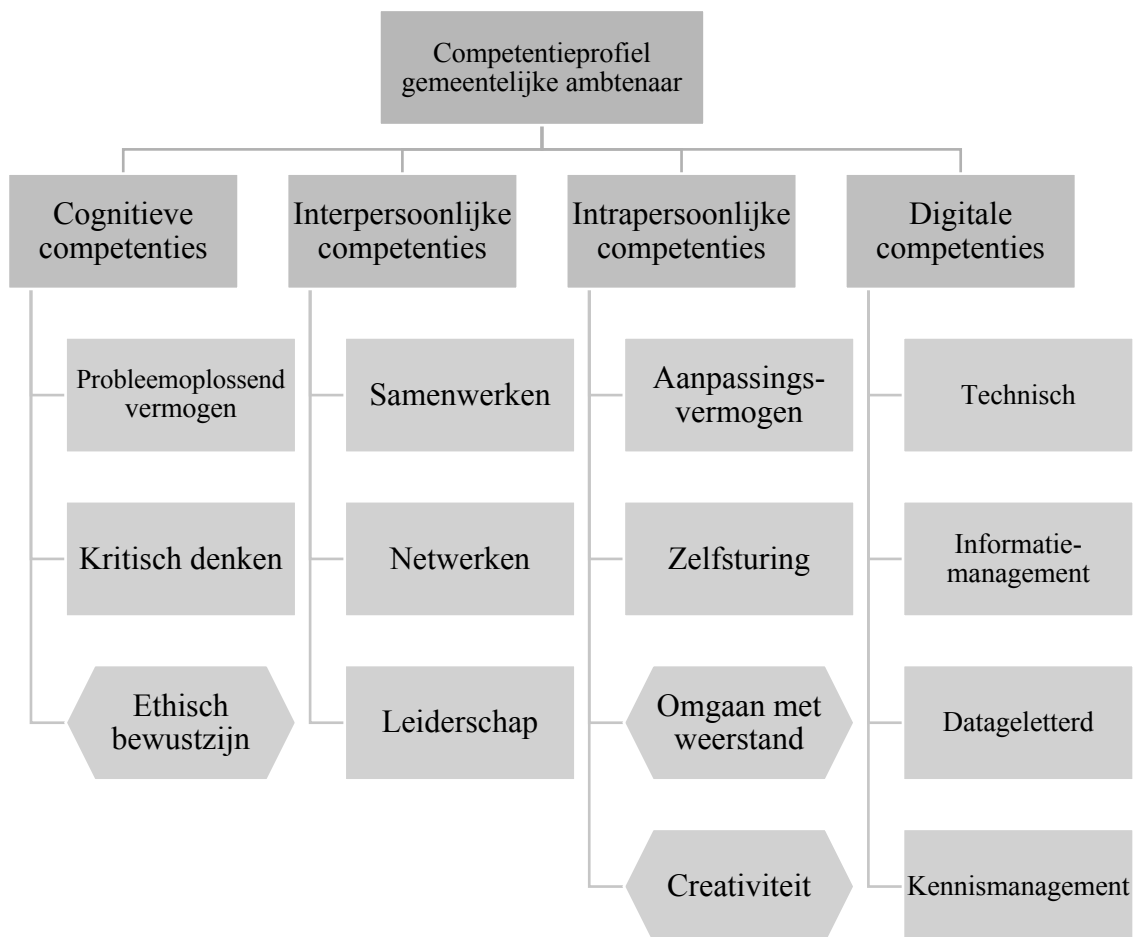 Competentieprofiel
gemeentelijke ambtenaar
Cognitieve
competenties
Interpersoonlijke
competenties
Intrapersoonlijke
competenties
Digitale
competenties
Probleemoplossend
vermogen
Kritisch denken
Ethisch
bewustzijn
Samenwerken
Netwerken
Leiderschap
Aanpassings-
vermogen
Zelfsturing
Omgaan met
weerstand
Creativiteit
Technisch
Informatie-
management
Datageletterd
Kennismanagement